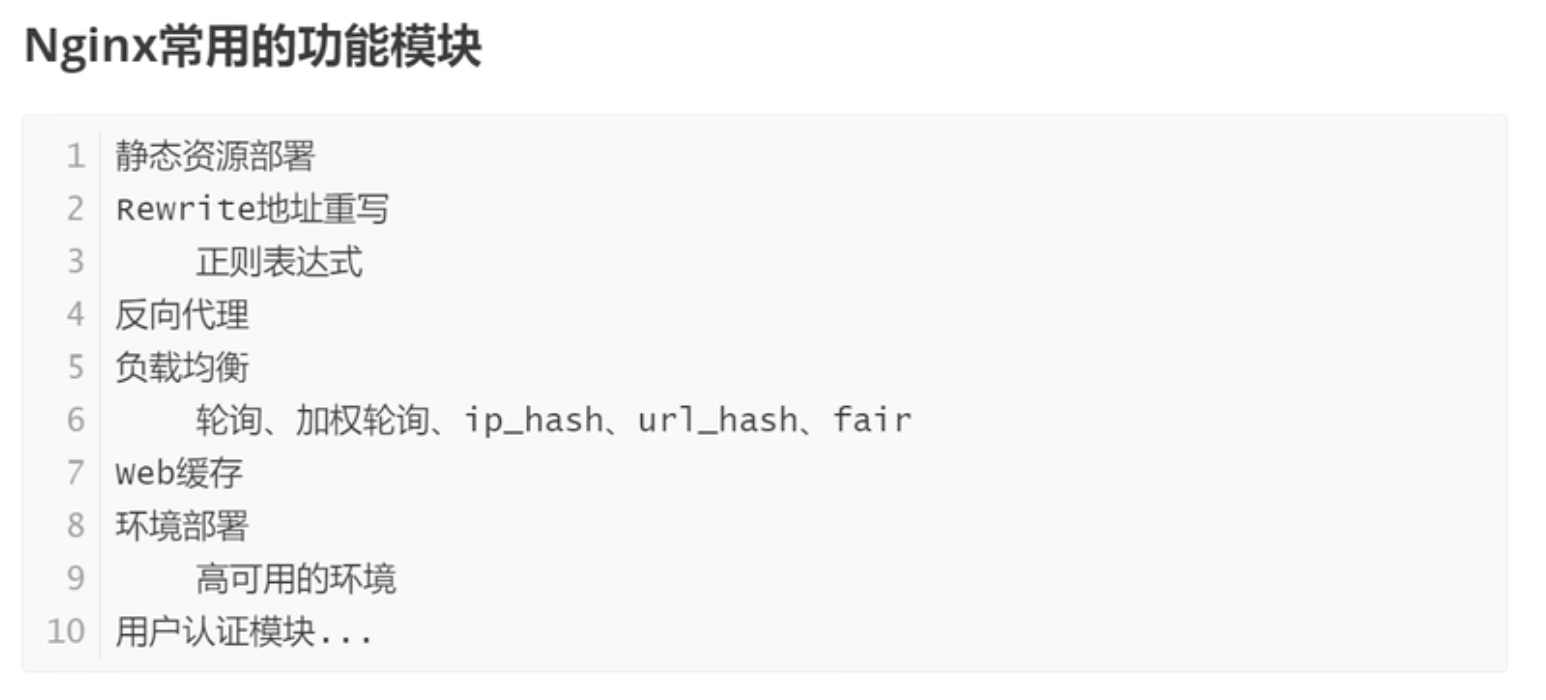 Nginx常用的功能模块
1 静态资源部署
2 Rewrite地址重写
3 正则表达式
4 反向代理
5 负载均衡
6 轮询、加权轮询、ip_hash、url_hash、fair
7 Web缓存
8 环境部署
9 高可用的环境
10 用户认证模块...